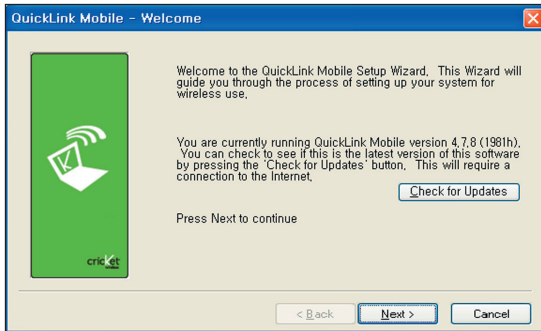 QuickLink Mobile - Welcome
Welcome to the QuickLink Mobile Setup Wizard, This Wizard will
guide you through the process of setting up your system for
wireless use,
You are currently running QuickLink Mobile version 4,7,8 (1981h),
You can check to see if this is the latest version of this software
by pressing the 'Check for Updates' button, This will require a
connection to the Internet,
Check for Updates
Press Next to continue
K
cricket
< Back
Next >
Cancel